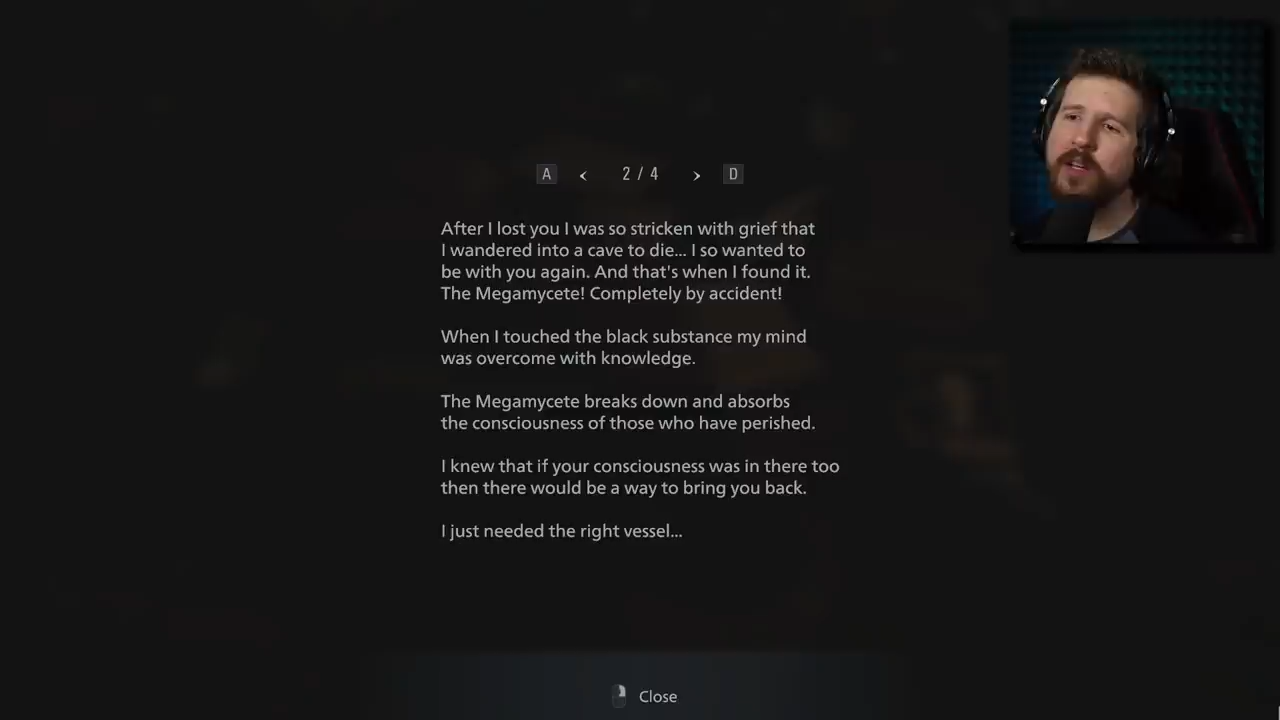 A < 2 / 4 > D
After I lost you I was so stricken with grief that
I wandered into a cave to die... I so wanted to
be with you again. And that's when I found it.
The Megamycete! Completely by accident!
When I touched the black substance my mind
was overcome with knowledge.
The Megamycete breaks down and absorbs
the consciousness of those who have perished.
I knew that if your consciousness was in there too
then there would be a way to bring you back.
I just needed the right vessel...
Close